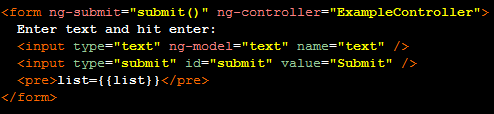 <form ng-submit="submit()" ng-controller="ExampleController">
  Enter text and hit enter:
  <input type="text" ng-model="text" name="text" />
  <input type="submit" id="submit" value="Submit" />
  <pre>list={{list}}</pre>
</form>